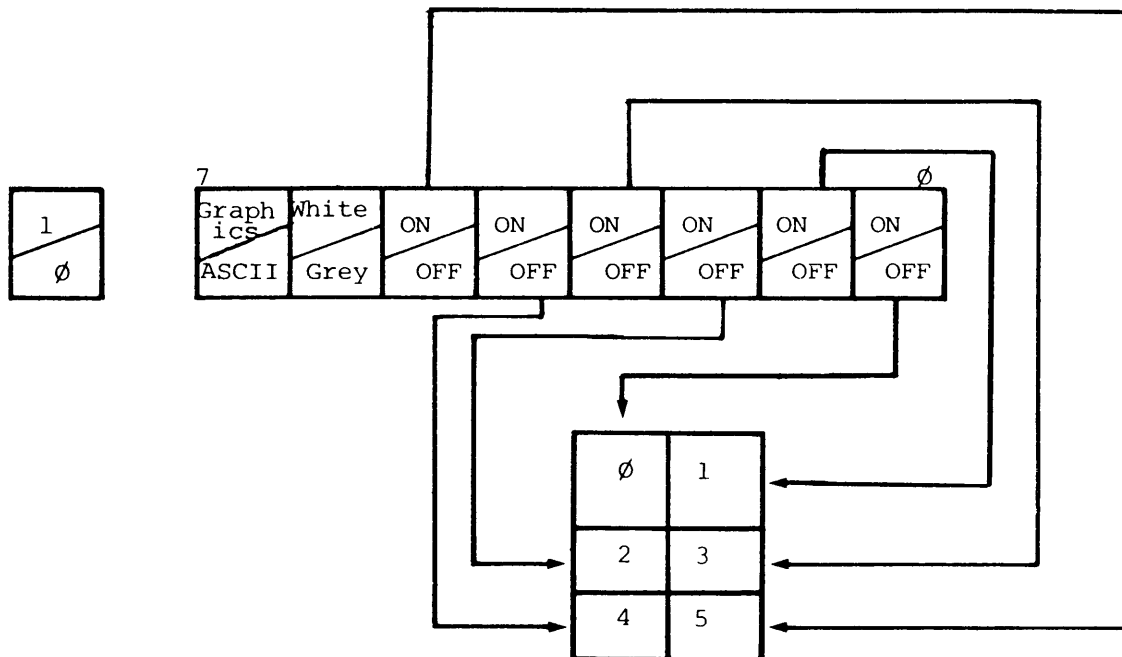 7 Ø
1 Graph White ON ON ON ON ON ON
ics
Ø ASCII Grey OFF OFF OFF OFF OFF OFF
Ø 1
2 3
4 5